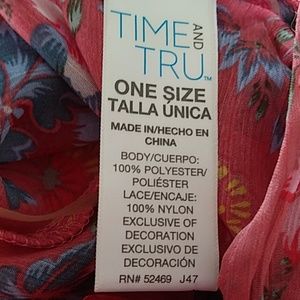 TIME AND
TRU™
ONE SIZE
TALLA ÚNICA
MADE IN/HECHO EN
CHINA
BODY/CUERPO:
100% POLYESTER/
POLIÉSTER
LACE/ENCAJE:
100% NYLON
EXCLUSIVE OF
DECORATION
EXCLUSIVO DE
DECORACIÓN
RN# 52469 J47